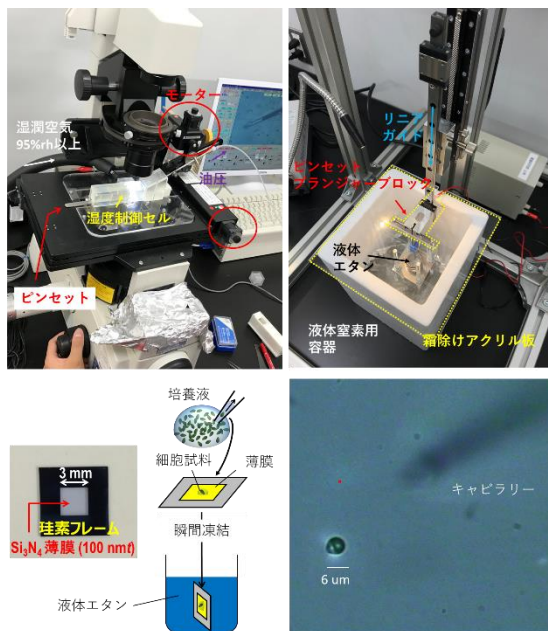 モーター
湿潤空気
95%rh以上
油圧
湿度制御セル
ピンセット
リニア
ガイド
ピンセット
プランジャーブロック
液体
エタン
液体窒素用
容器
霜除けアクリル板
3 mm
珪素フレーム
Si₃N₄ 薄膜 (100 nmt)
培養液
細胞試料
薄膜
瞬間凍結
液体エタン
キャピラリー
6 um